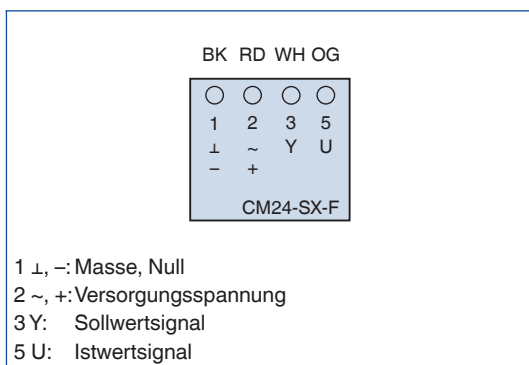 BK RD WH OG
1 2 3 5
⊥ ~ Y U
– +
CM24-SX-F
1 ⊥, –: Masse, Null
2 ~, +: Versorgungsspannung
3 Y: Sollwertsignal
5 U: Istwertsignal